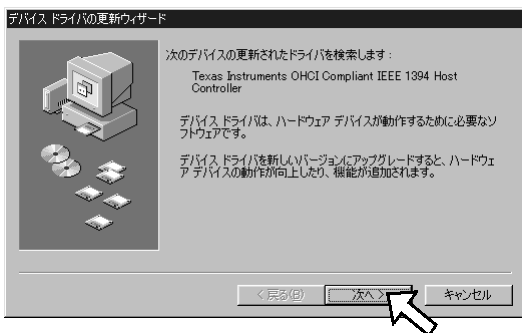 デバイス ドライバの更新ウィザード
次のデバイスの更新されたドライバを検索します：
Texas Instruments OHCI Compliant IEEE 1394 Host
Controller
デバイス ドライバは、ハードウェア デバイスが動作するために必要なソ
フトウェアです。
デバイス ドライバを新しいバージョンにアップグレードすると、ハードウェ
ア デバイスの動作が向上したり、機能が追加されます。
< 戻る(B)
次へ >
キャンセル